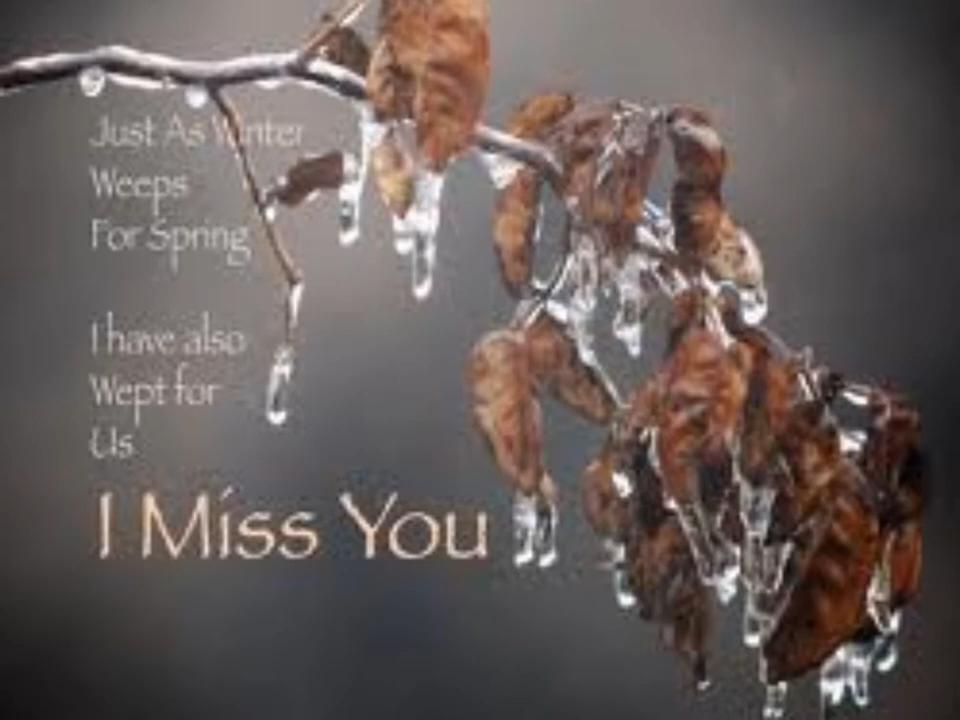 Just As Winter
Weeps
For Spring
I have also
Wept for
Us
I Miss You